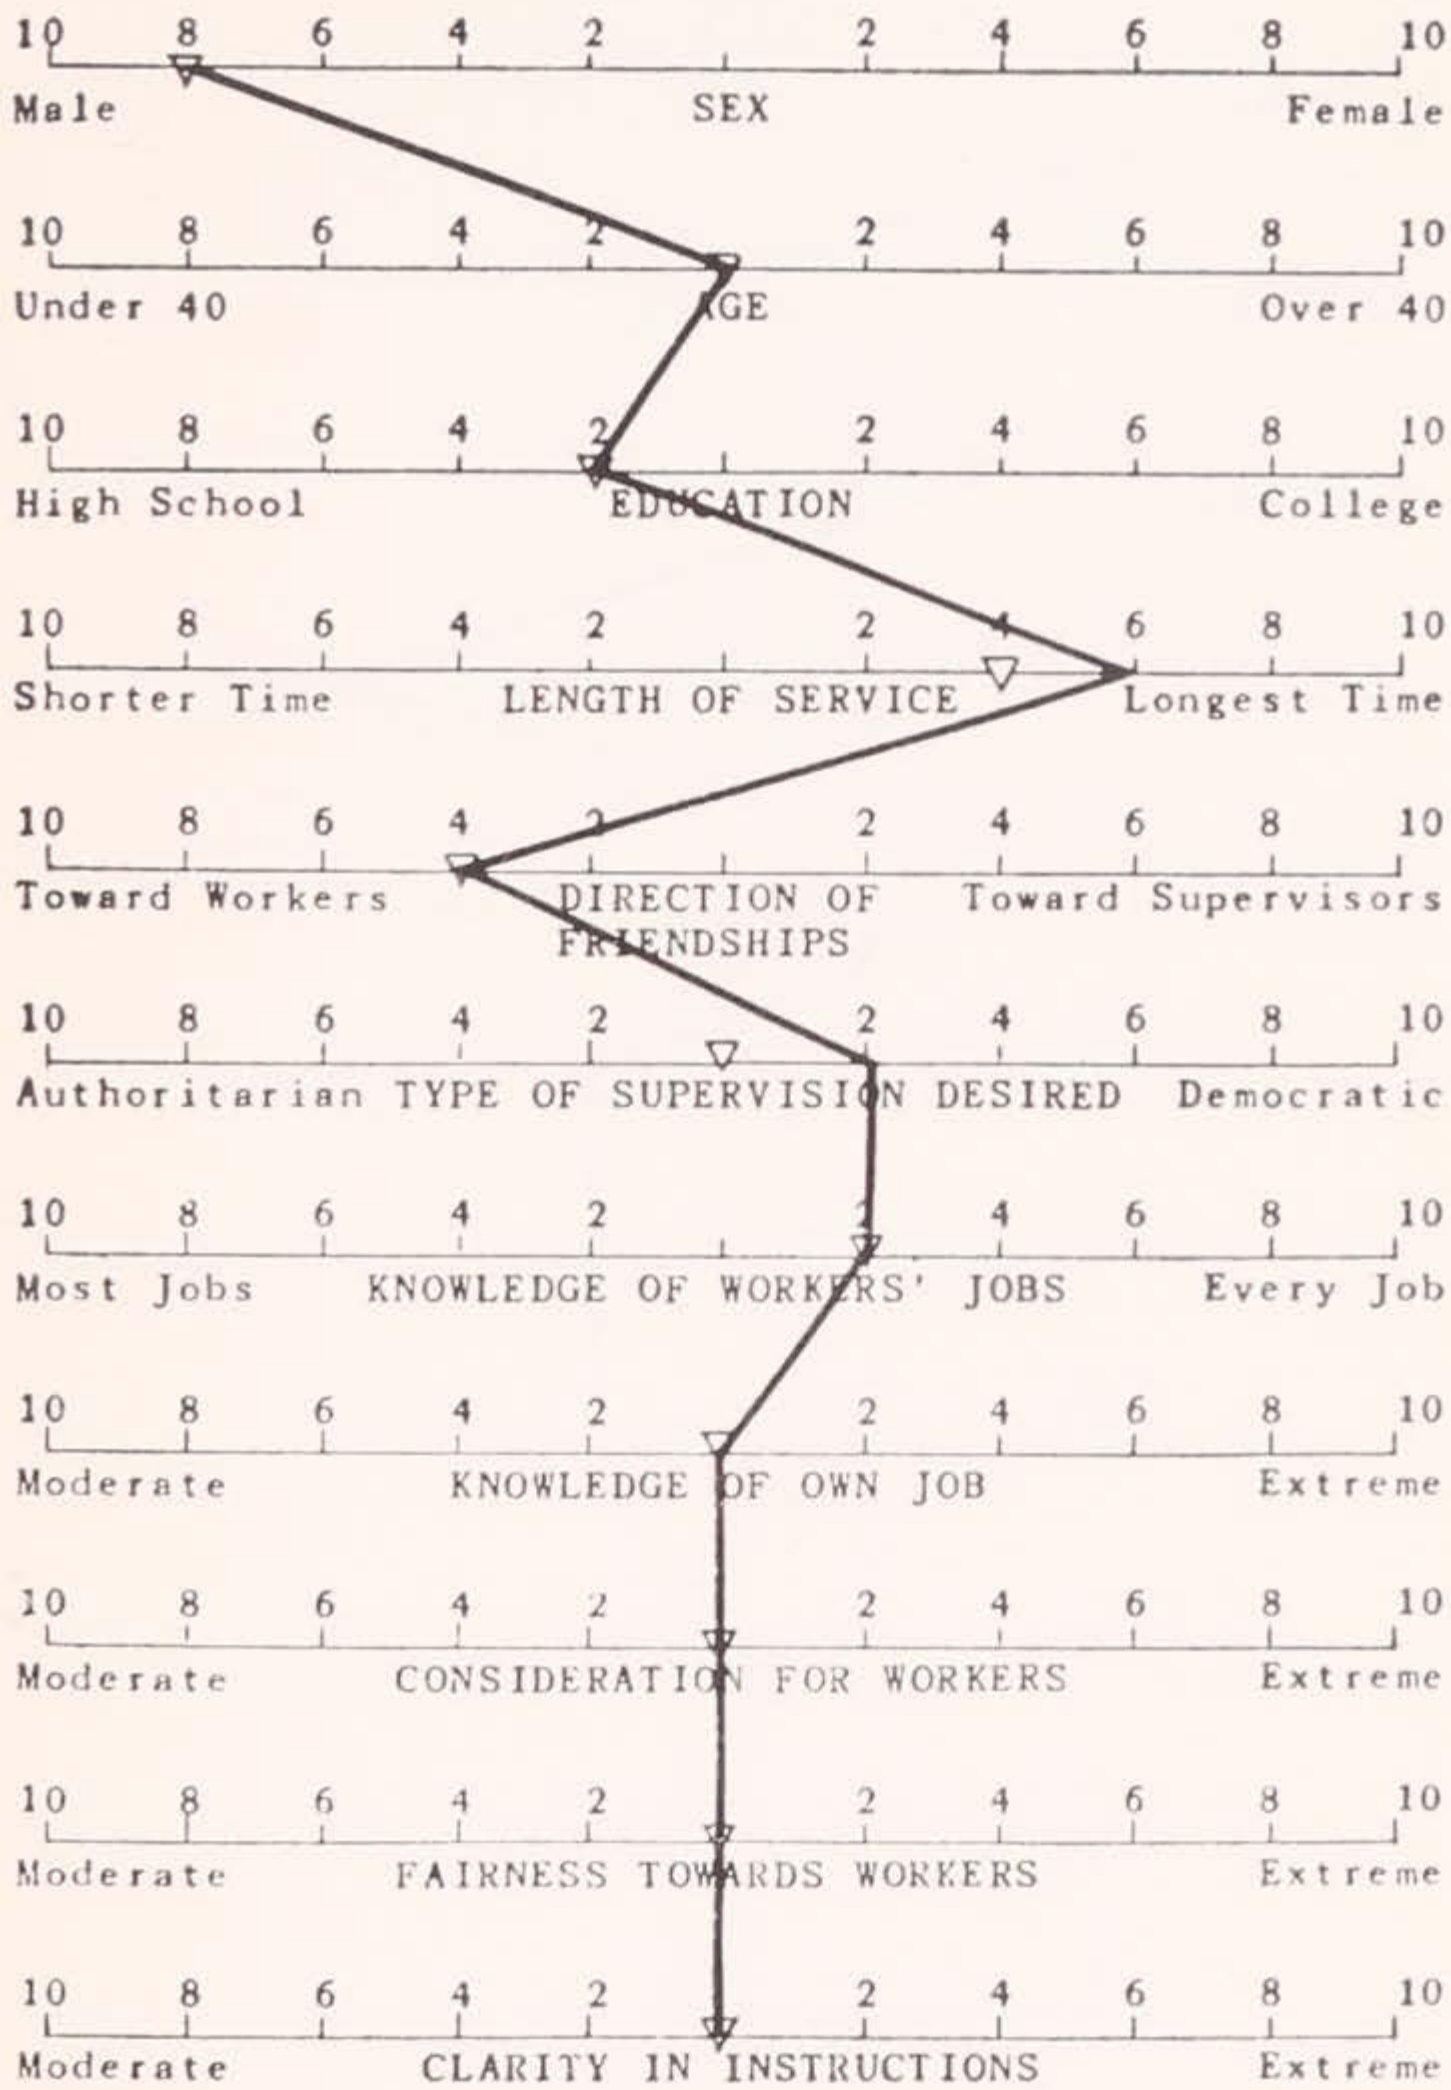 10 8 6 4 2 2 4 6 8 10
Male SEX Female
10 8 6 4 2 2 4 6 8 10
Under 40 AGE Over 40
10 8 6 4 2 2 4 6 8 10
High School EDUCATION College
10 8 6 4 2 2 4 6 8 10
Shorter Time LENGTH OF SERVICE Longest Time
10 8 6 4 2 2 4 6 8 10
Toward Workers DIRECTION OF Toward Supervisors
FRIENDSHIPS
10 8 6 4 2 2 4 6 8 10
Authoritarian TYPE OF SUPERVISION DESIRED Democratic
10 8 6 4 2 2 4 6 8 10
Most Jobs KNOWLEDGE OF WORKERS' JOBS Every Job
10 8 6 4 2 2 4 6 8 10
Moderate KNOWLEDGE OF OWN JOB Extreme
10 8 6 4 2 2 4 6 8 10
Moderate CONSIDERATION FOR WORKERS Extreme
10 8 6 4 2 2 4 6 8 10
Moderate FAIRNESS TOWARDS WORKERS Extreme
10 8 6 4 2 2 4 6 8 10
Moderate CLARITY IN INSTRUCTIONS Extreme